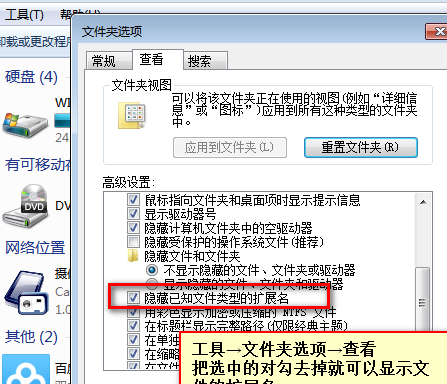 工具(T)
帮助(H)
卸载或更改程序
文件夹选项
常规
查看
搜索
硬盘 (4)
文件夹视图
可以将该文件夹正在使用的视图(例如“详细信
息”或“图标”)应用到所有这种类型的文件夹
中。
应用到文件夹(L)
重置文件夹(R)
WI
24
有可移动存
DVD
DV
高级设置:
鼠标指向文件夹和桌面项时显示提示信息
显示驱动器号
隐藏计算机文件夹中的空驱动器
隐藏受保护的操作系统文件(推荐)
隐藏文件和文件夹
不显示隐藏的文件、文件夹或驱动器
显示隐藏的文件、文件夹和驱动器
隐藏已知文件类型的扩展名
用彩色显示加密或压缩的 NTFS 文件
在标题栏显示完整路径(仅限经典主题)
在单独
在缩略
在
网络位置
摄
Ca
1.0
其他 (2)
百度
工具→文件夹选项→查看
把选中的对勾去掉就可以显示文
件的扩展名